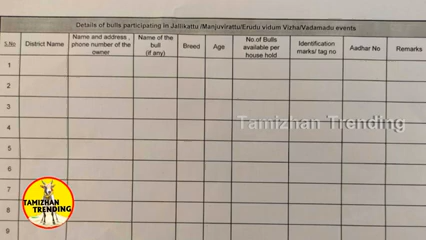 Details of bulls participating in Jallikattu /Manjuvirattu/Erudu vidum Vizha/Vadamadu events
S.No District Name Name and address , phone number of the owner Name of the bull (if any) Breed Age No.of Bulls available per house hold Identification marks/ tag no Aadhar No Remarks
1
2
3
4
Tamizhan Trending
5
6
7
8
9
TAMIZHAN
TRENDING